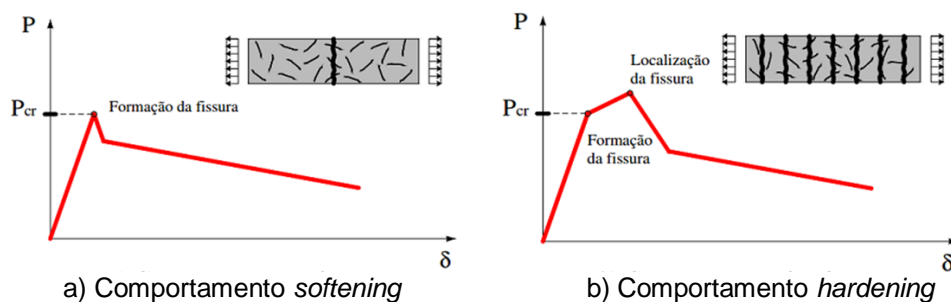 P
Pcr
Formação da fissura
δ
a) Comportamento softening
P
Pcr
Localização
da fissura
Formação
da fissura
δ
b) Comportamento hardening